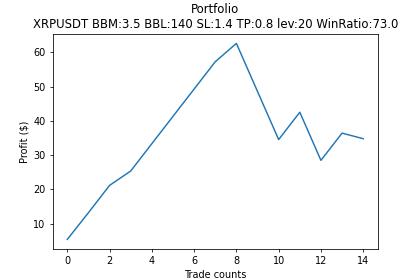 Portfolio
XRPUSDT BBM:3.5 BBL:140 SL:1.4 TP:0.8 lev:20 WinRatio:73.0
60
50
40
30
20
10
Profit ($)
0 2 4 6 8 10 12 14
Trade counts